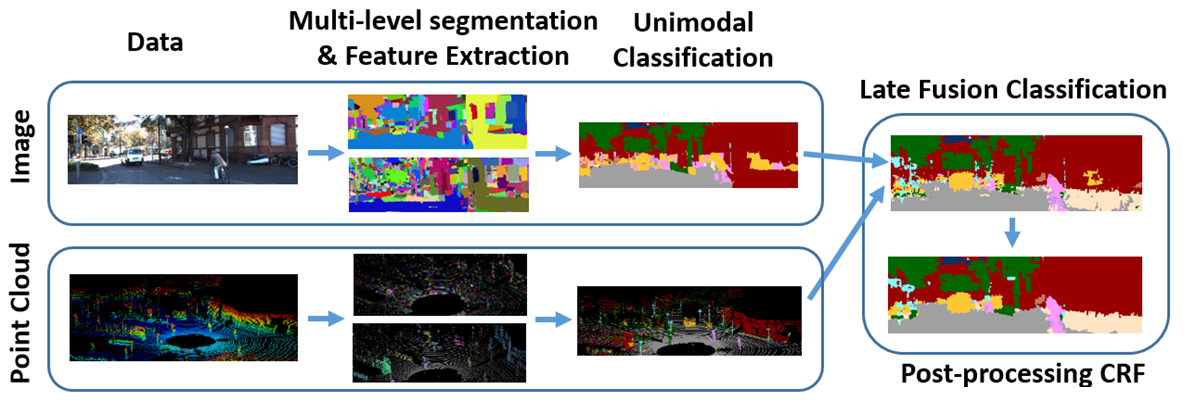 Data
Multi-level segmentation
& Feature Extraction
Unimodal
Classification
Late Fusion Classification
Image
Point Cloud
Post-processing CRF